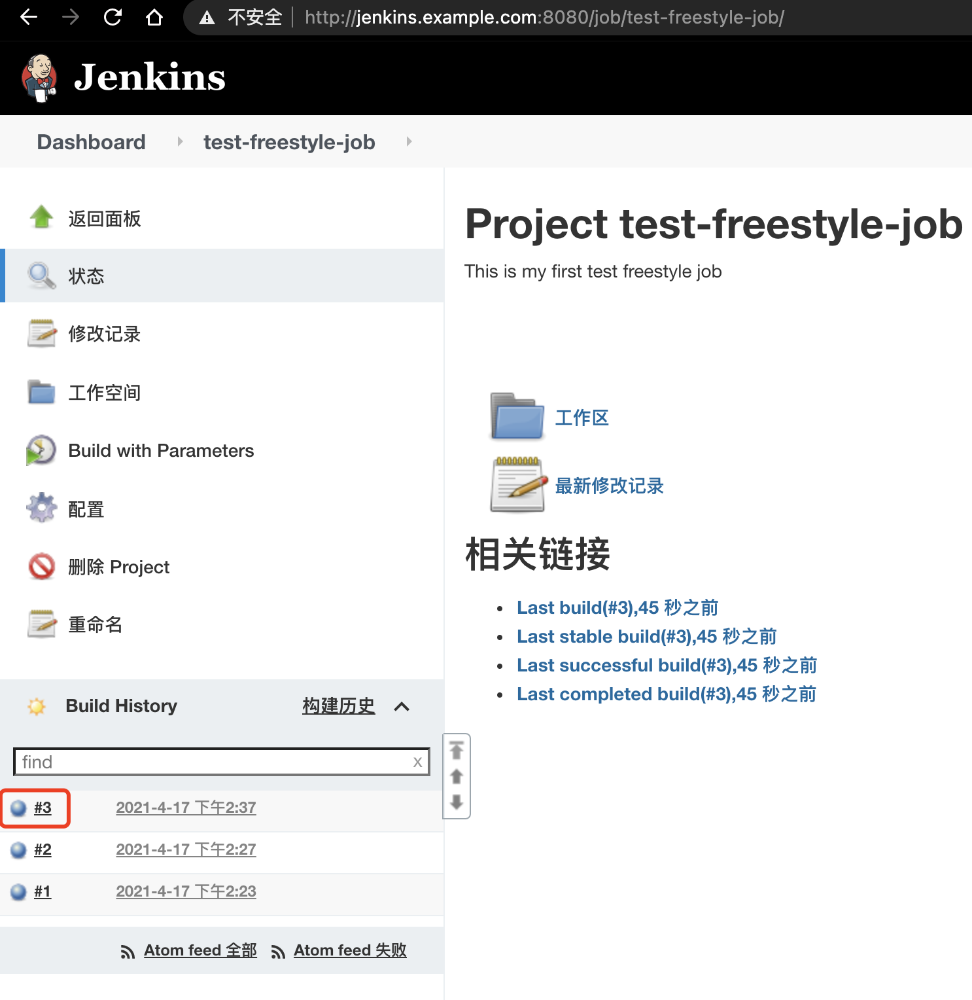 不安全 http://jenkins.example.com:8080/job/test-freestyle-job/
Jenkins
Dashboard test-freestyle-job
返回面板
状态
修改记录
工作空间
Build with Parameters
配置
删除 Project
重命名
Build History 构建历史
find x
#3 2021-4-17 下午2:37
#2 2021-4-17 下午2:27
#1 2021-4-17 下午2:23
Atom feed 全部 Atom feed 失败
Project test-freestyle-job
This is my first test freestyle job
工作区
最新修改记录
相关链接
Last build(#3),45 秒之前
Last stable build(#3),45 秒之前
Last successful build(#3),45 秒之前
Last completed build(#3),45 秒之前